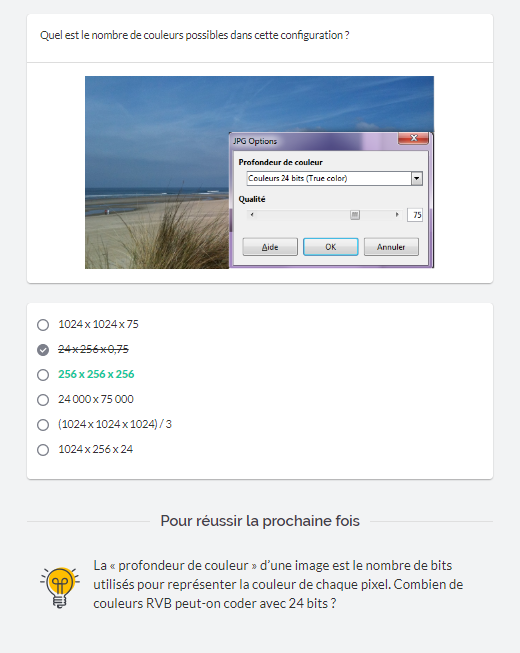 Quel est le nombre de couleurs possibles dans cette configuration ?
JPG Options
Profondeur de couleur
Couleurs 24 bits (True color)
Qualité
75
Aide
OK
Annuler
1024 x 1024 x 75
24 x 256 x 0,75
256 x 256 x 256
24 000 x 75 000
(1024 x 1024 x 1024) / 3
1024 x 256 x 24
Pour réussir la prochaine fois
La « profondeur de couleur » d'une image est le nombre de bits
utilisés pour représenter la couleur de chaque pixel. Combien de
couleurs RVB peut-on coder avec 24 bits ?